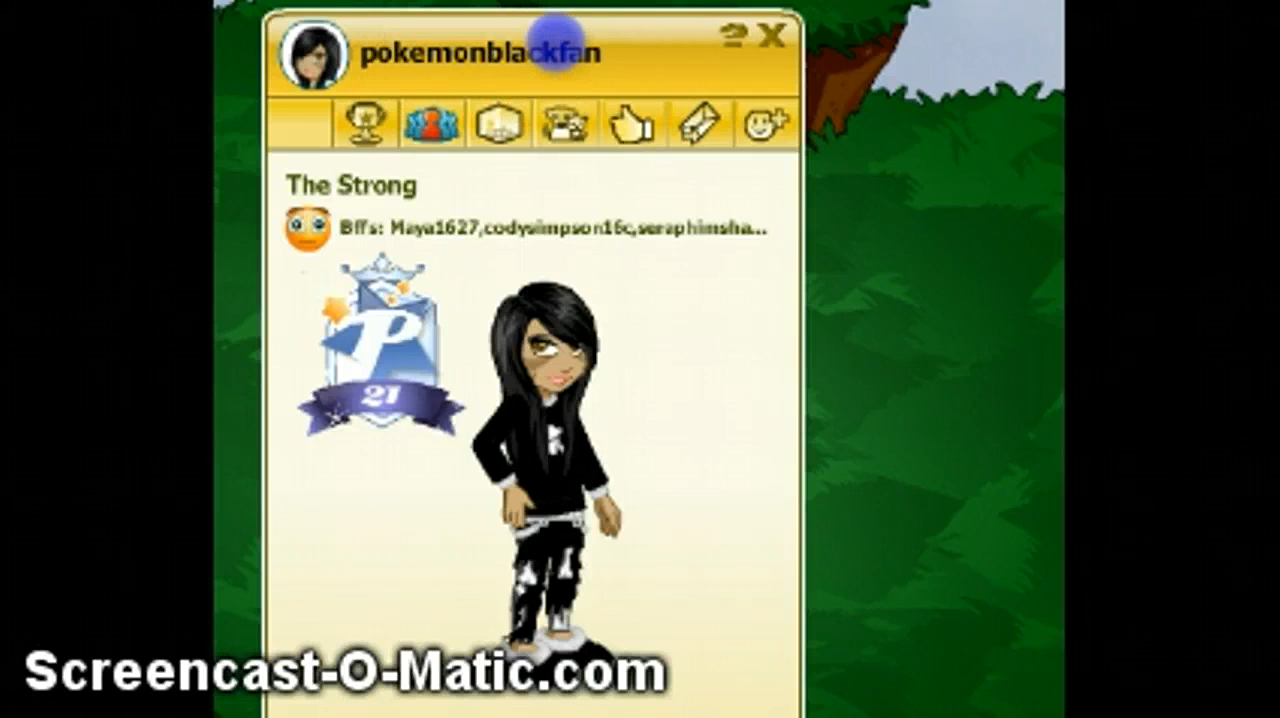 pokemonblackfan
The Strong
Bffs: Maya1627,codysimpson16c,seraphimsha...
P
21
Screencast-O-Matic.com